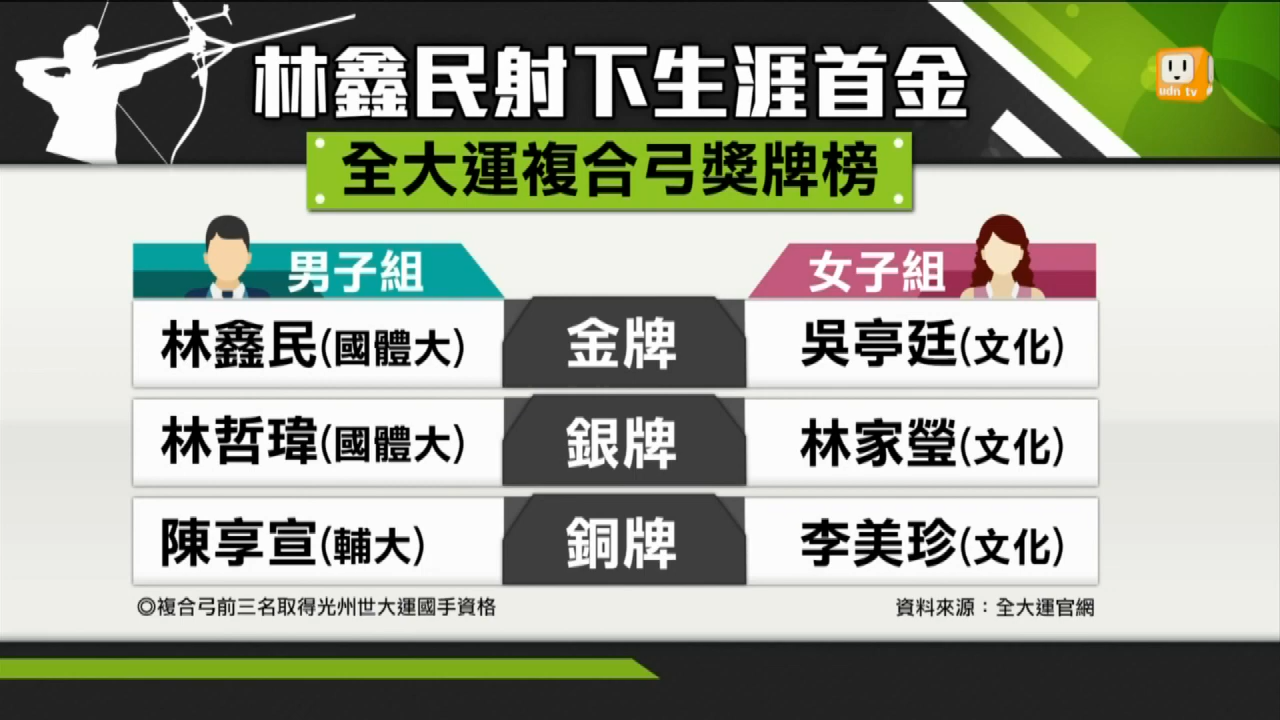 林鑫民射下生涯首金
udn tv
全大運複合弓獎牌榜
男子組
女子組
林鑫民(國體大) 金牌 吳亭廷(文化)
林哲瑋(國體大) 銀牌 林家瑩(文化)
陳享宣(輔大) 銅牌 李美珍(文化)
◎複合弓前三名取得光州世大運國手資格
資料來源：全大運官網